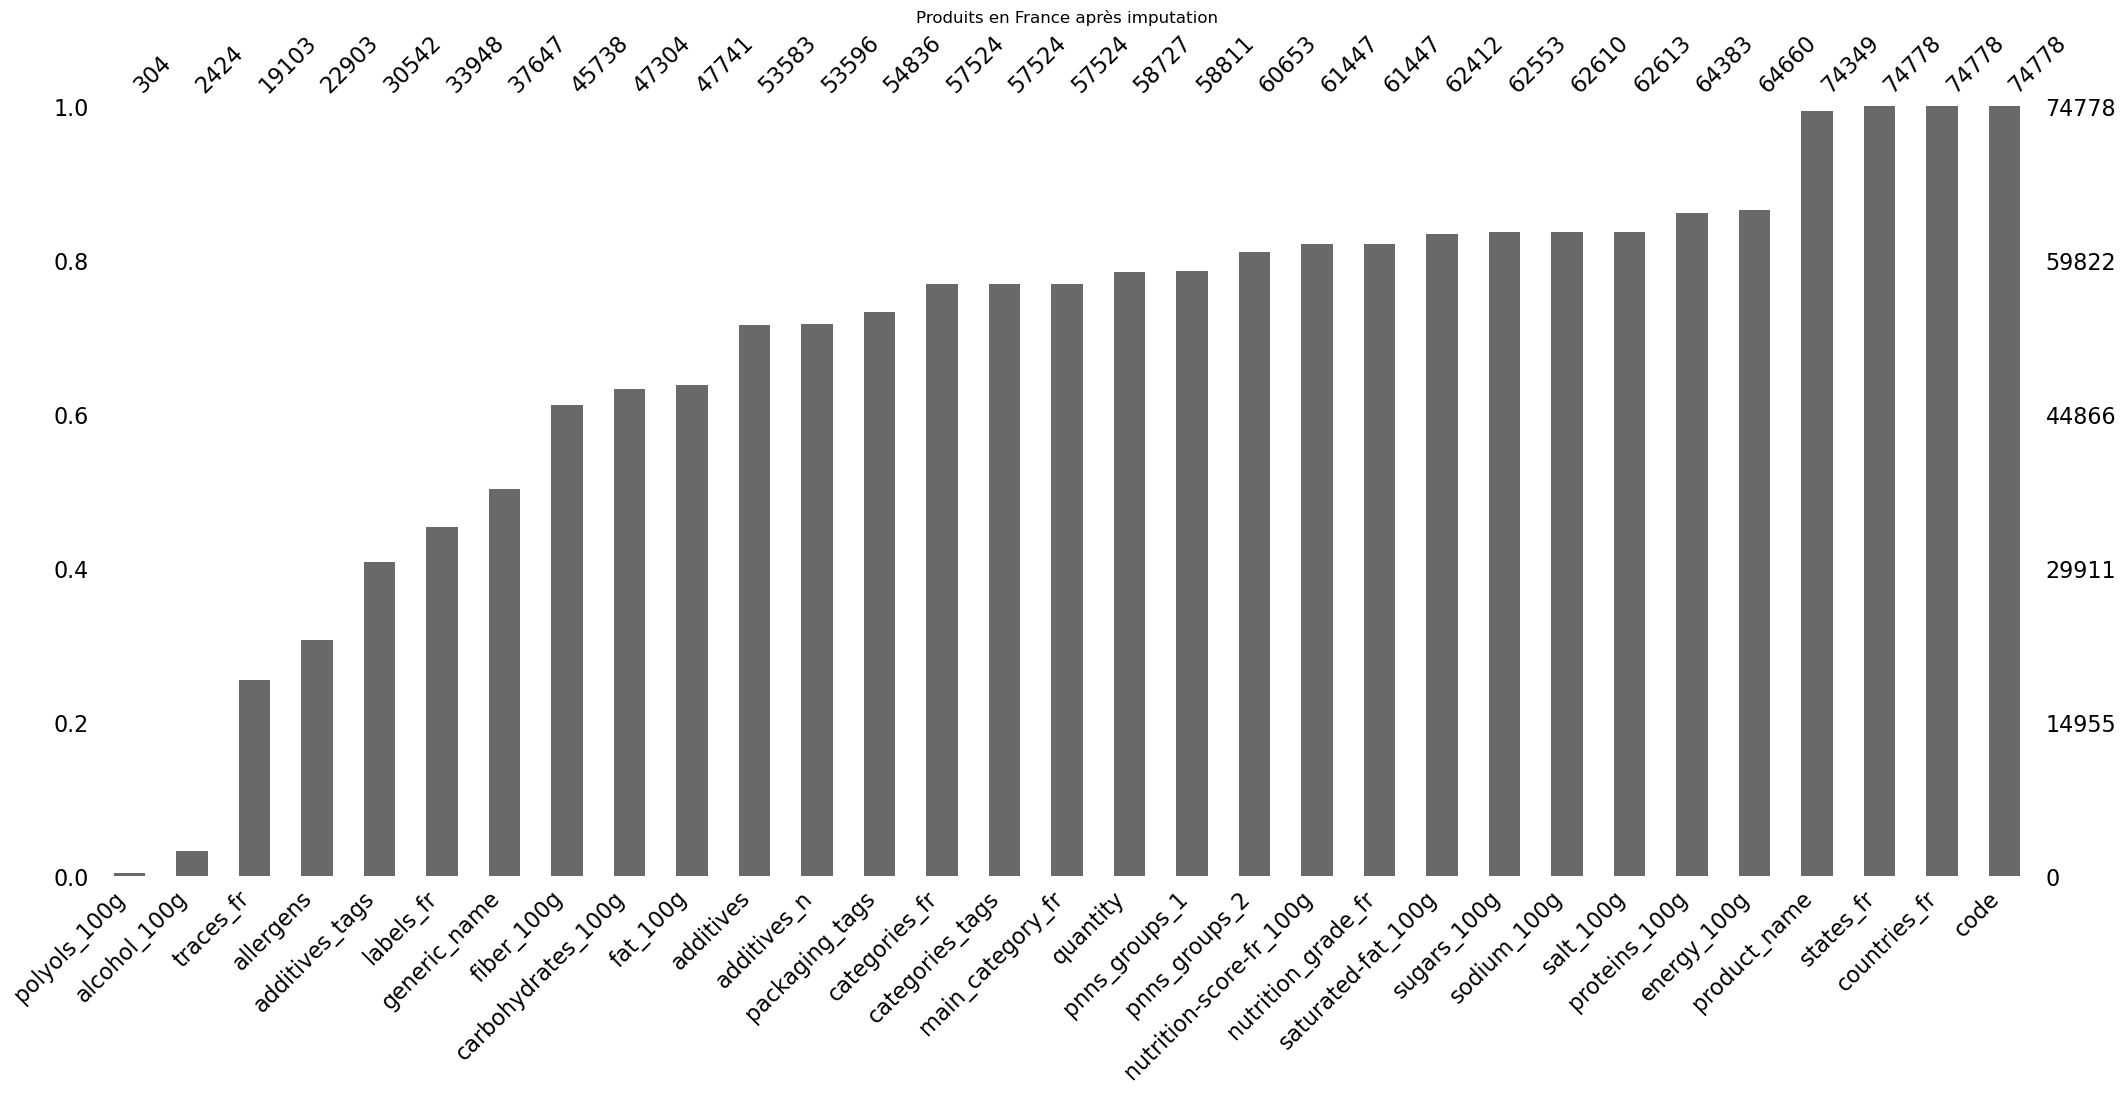 Produits en France après imputation
304 2424 19103 22903 30542 33948 37647 45738 47304 47741 53583 53596 54836 57524 57524 57524 58727 58811 60653 61447 61447 62412 62553 62610 62613 64383 64660 74349 74778 74778 74778
1.0 74778
0.8 59822
0.6 44866
0.4 29911
0.2 14955
0.0 0
polyols_100g
alcohol_100g
traces_fr
allergens
additives_tags
labels_fr
generic_name
fiber_100g
carbohydrates_100g
fat_100g
additives
additives_n
packaging_tags
categories_fr
categories_tags
main_category_fr
quantity
pnns_groups_1
pnns_groups_2
nutrition-score-fr_100g
nutrition_grade_fr
saturated-fat_100g
sugars_100g
sodium_100g
salt_100g
proteins_100g
energy_100g
product_name
states_fr
countries_fr
code